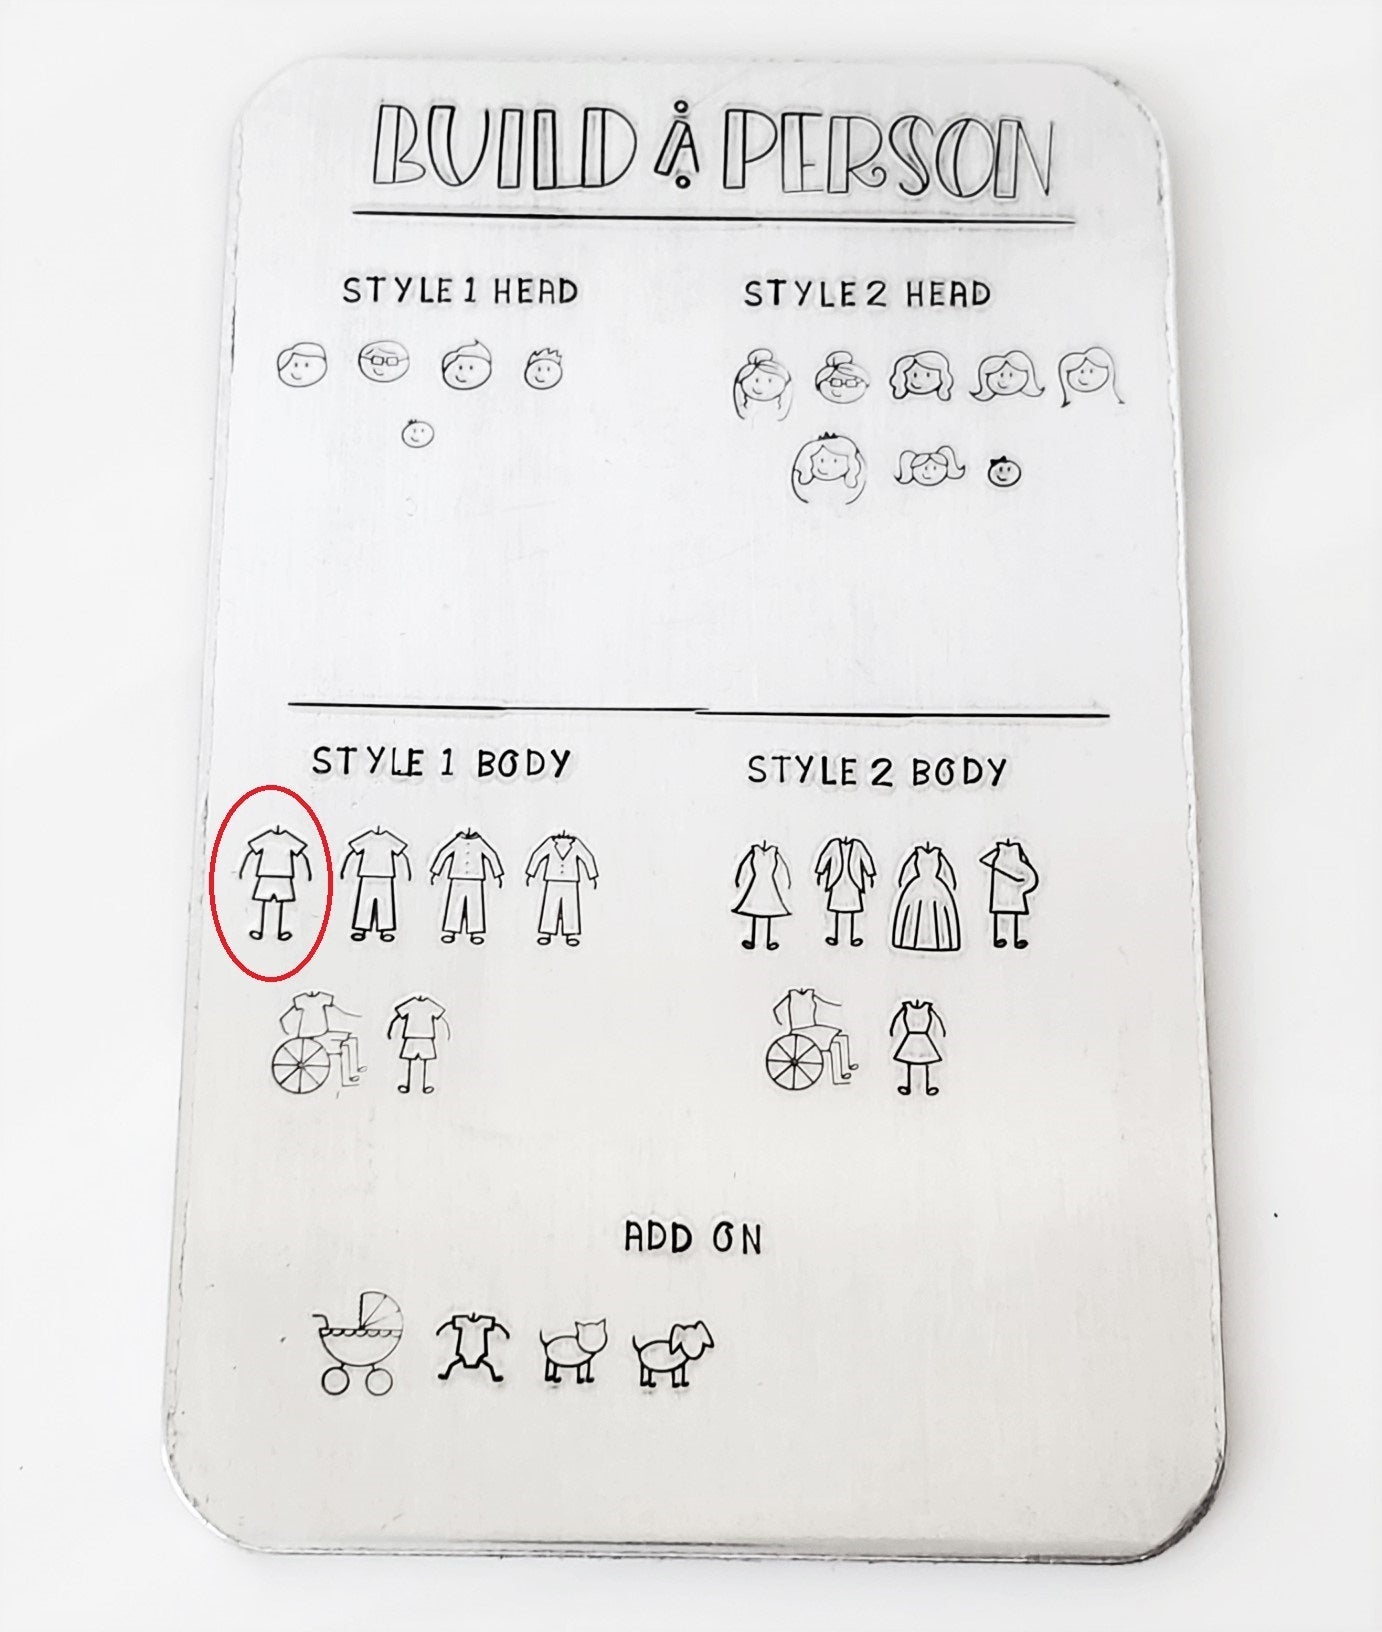 BUILD A PERSON
STYLE 1 HEAD
STYLE 2 HEAD
STYLE 1 BODY
STYLE 2 BODY
ADD ON